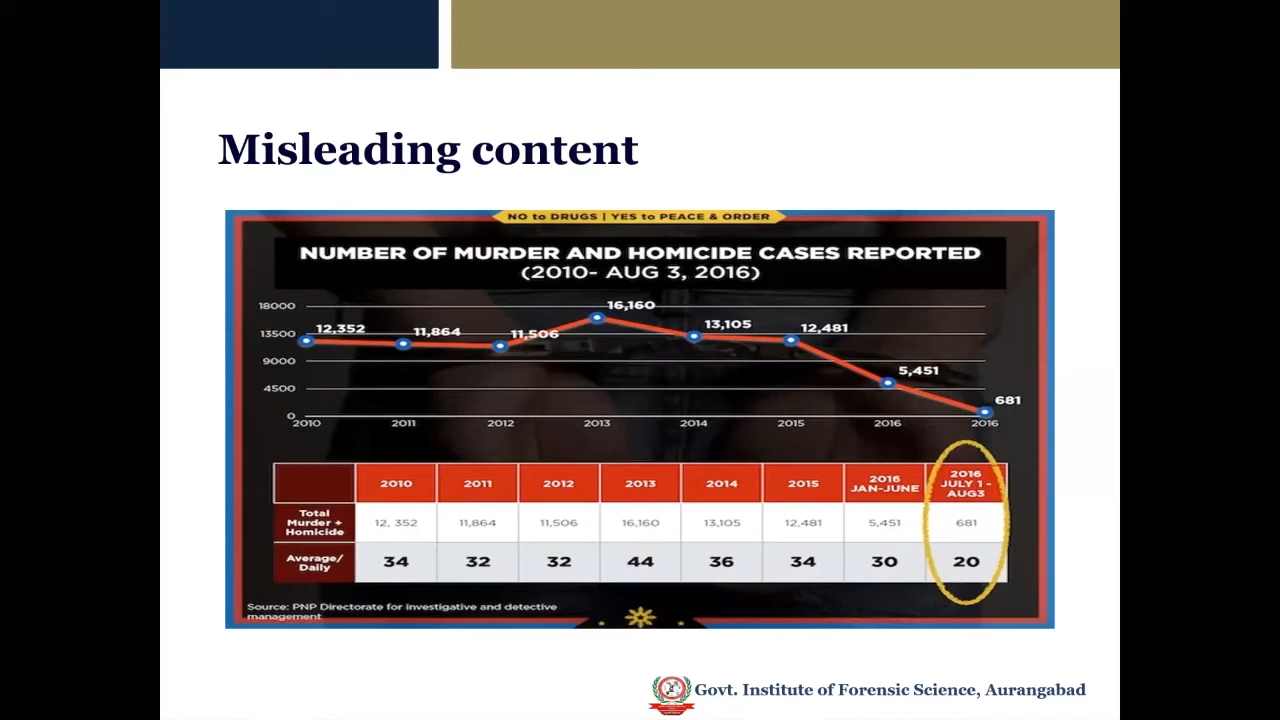 Misleading content
NO to DRUGS | YES to PEACE & ORDER
NUMBER OF MURDER AND HOMICIDE CASES REPORTED
(2010- AUG 3, 2016)
18000
13500
9000
4500
0
12,352
11,864
11,506
16,160
13,105
12,481
5,451
681
2010 2011 2012 2013 2014 2015 2016 2016
2010 2011 2012 2013 2014 2015 2016 JAN-JUNE 2016 JULY 1 - AUG3
Total Murder + Homicide 12, 352 11,864 11,506 16,160 13,105 12,481 5,451 681
Average/ Daily 34 32 32 44 36 34 30 20
Source: PNP Directorate for investigative and detective
management
Govt. Institute of Forensic Science, Aurangabad